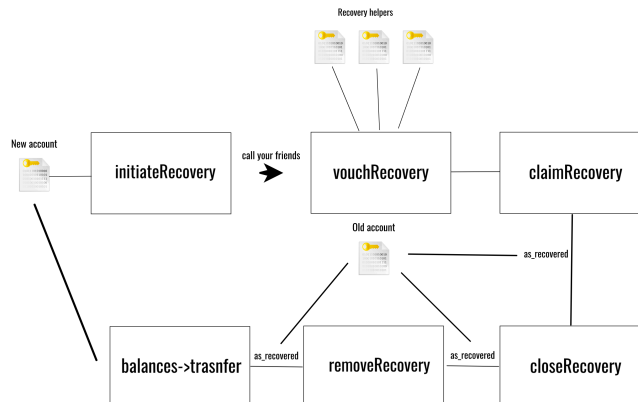 Recovery helpers
New account
initiateRecovery
call your friends
vouchRecovery
claimRecovery
Old account
as_recovered
balances->trasnfer
as_recovered
removeRecovery
as_recovered
closeRecovery